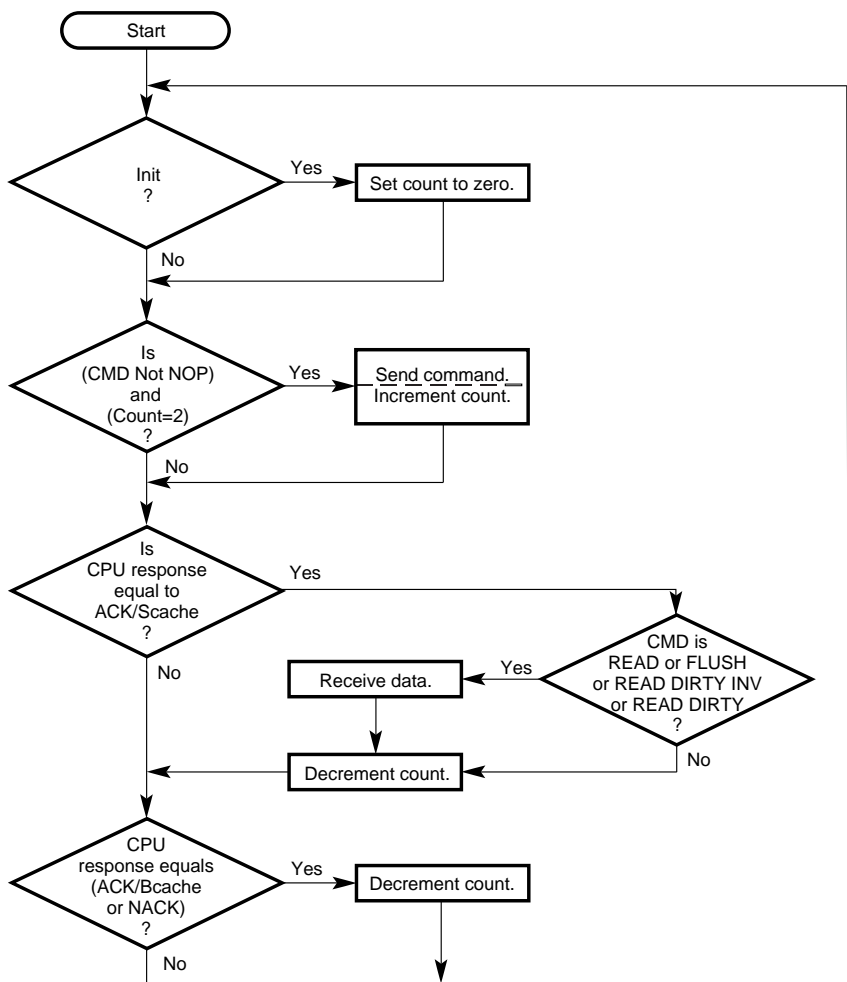 Start
Init
?
Yes
Set count to zero.
No
Is
(CMD Not NOP)
and
(Count=2)
?
Yes
Send command.
Increment count.
No
Is
CPU response
equal to
ACK/Scache
?
Yes
CMD is
READ or FLUSH
or READ DIRTY INV
or READ DIRTY
?
Yes
Receive data.
No
No
Decrement count.
CPU
response equals
(ACK/Bcache
or NACK)
?
Yes
Decrement count.
No